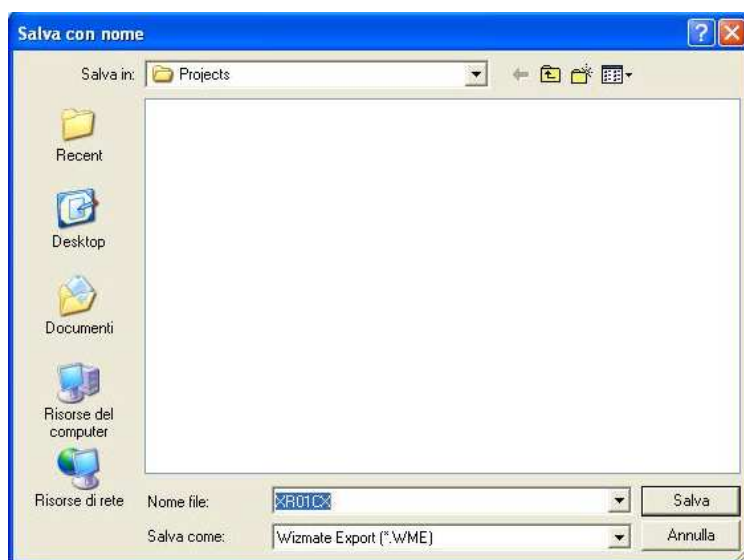 Salva con nome
Salva in: Projects
Recent
Desktop
Documenti
Risorse del
computer
Risorse di rete
Nome file: XR01CX Salva
Salva come: Wizmate Export (*.WME) Annulla